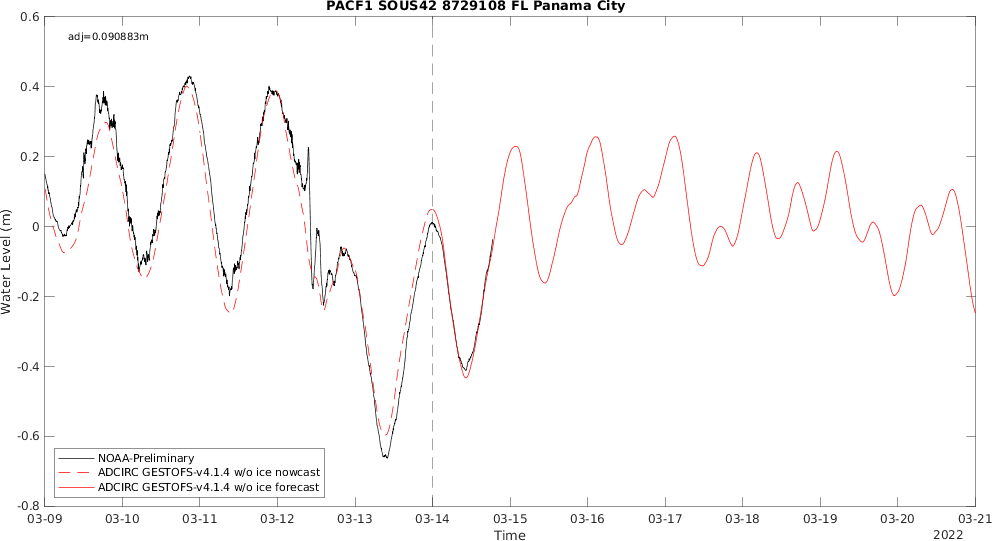 PACF1 SOUS42 8729108 FL Panama City
adj=0.090883m
Water Level (m)
0.6
0.4
0.2
0
-0.2
-0.4
-0.6
-0.8
NOAA-Preliminary
ADCIRC GESTOFS-v4.1.4 w/o ice nowcast
ADCIRC GESTOFS-v4.1.4 w/o ice forecast
03-09 03-10 03-11 03-12 03-13 03-14 03-15 03-16 03-17 03-18 03-19 03-20 03-21
Time
2022